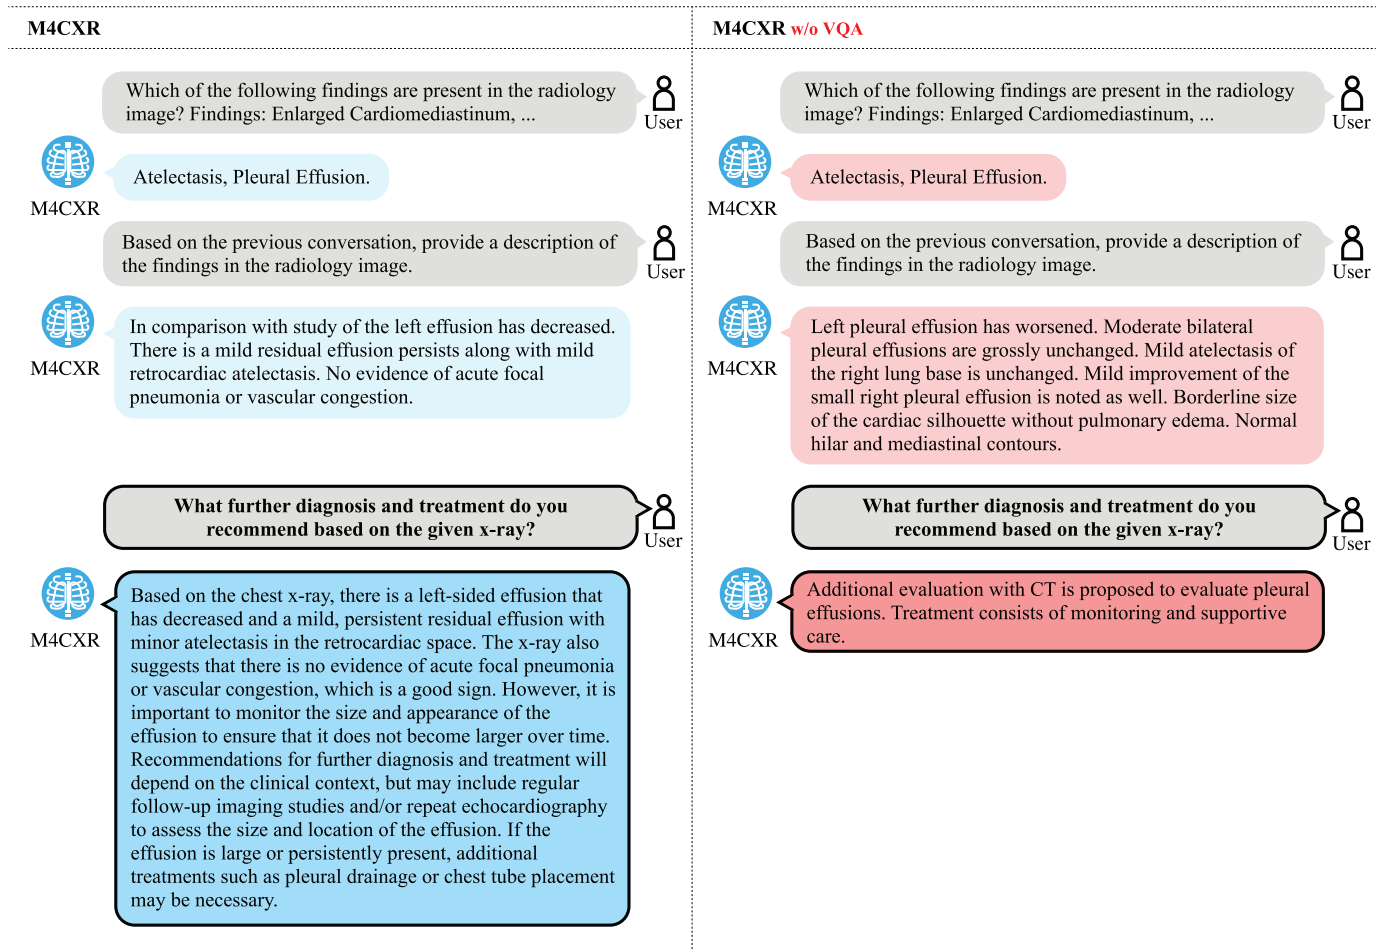 M4CXR
Which of the following findings are present in the radiology
image? Findings: Enlarged Cardiomediastinum, ...
User
M4CXR
Atelectasis, Pleural Effusion.
Based on the previous conversation, provide a description of
the findings in the radiology image.
User
M4CXR
In comparison with study of the left effusion has decreased.
There is a mild residual effusion persists along with mild
retrocardiac atelectasis. No evidence of acute focal
pneumonia or vascular congestion.
What further diagnosis and treatment do you
recommend based on the given x-ray?
User
M4CXR
Based on the chest x-ray, there is a left-sided effusion that
has decreased and a mild, persistent residual effusion with
minor atelectasis in the retrocardiac space. The x-ray also
suggests that there is no evidence of acute focal pneumonia
or vascular congestion, which is a good sign. However, it is
important to monitor the size and appearance of the
effusion to ensure that it does not become larger over time.
Recommendations for further diagnosis and treatment will
depend on the clinical context, but may include regular
follow-up imaging studies and/or repeat echocardiography
to assess the size and location of the effusion. If the
effusion is large or persistently present, additional
treatments such as pleural drainage or chest tube placement
may be necessary.
M4CXR w/o VQA
Which of the following findings are present in the radiology
image? Findings: Enlarged Cardiomediastinum, ...
User
M4CXR
Atelectasis, Pleural Effusion.
Based on the previous conversation, provide a description of
the findings in the radiology image.
User
M4CXR
Left pleural effusion has worsened. Moderate bilateral
pleural effusions are grossly unchanged. Mild atelectasis of
the right lung base is unchanged. Mild improvement of the
small right pleural effusion is noted as well. Borderline size
of the cardiac silhouette without pulmonary edema. Normal
hilar and mediastinal contours.
What further diagnosis and treatment do you
recommend based on the given x-ray?
User
M4CXR
Additional evaluation with CT is proposed to evaluate pleural
effusions. Treatment consists of monitoring and supportive
care.